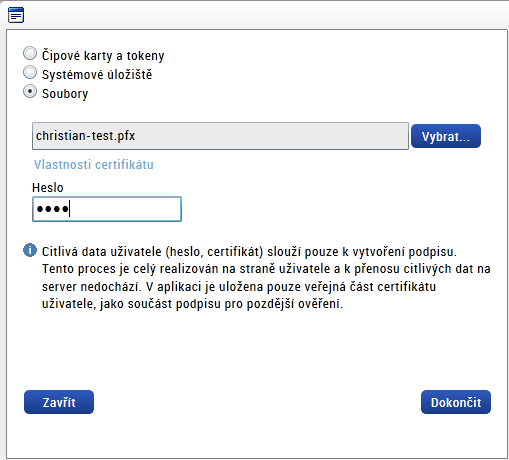 Čipové karty a tokeny
Systémové úložiště
Soubory
christian-test.pfx
Vybrat...
Vlastnosti certifikátu
Heslo
●●●●
Citlivá data uživatele (heslo, certifikát) slouží pouze k vytvoření podpisu.
Tento proces je celý realizován na straně uživatele a k přenosu citlivých dat na
server nedochází. V aplikaci je uložena pouze veřejná část certifikátu
uživatele, jako součást podpisu pro pozdější ověření.
Zavřít
Dokončit